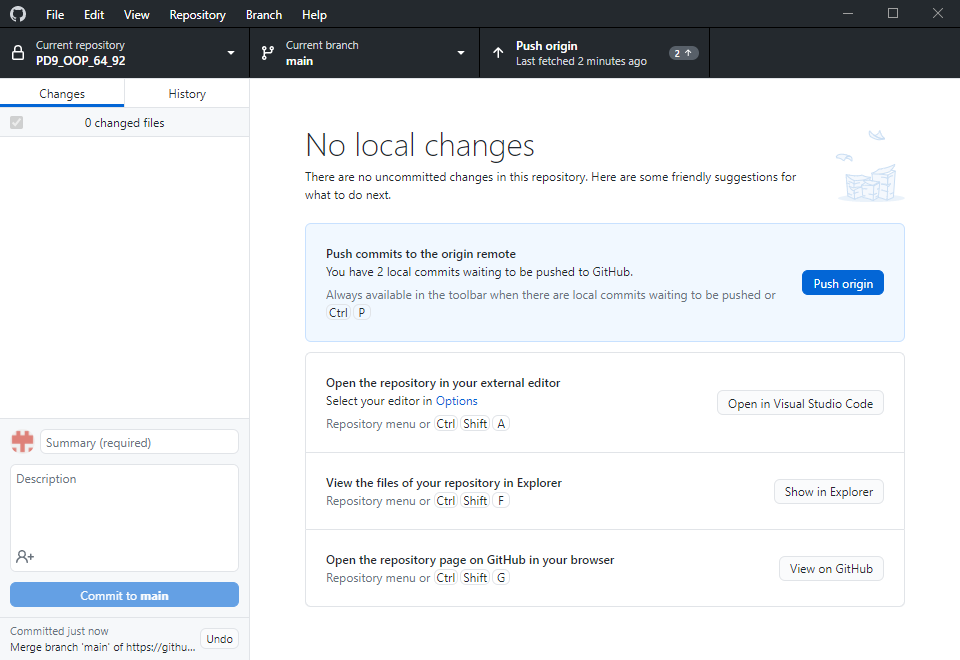 File Edit View Repository Branch Help
Current repository
PD9_OOP_64_92
Current branch
main
Push origin
Last fetched 2 minutes ago
2
Changes History
0 changed files
No local changes
There are no uncommitted changes in this repository. Here are some friendly suggestions for
what to do next.
Push commits to the origin remote
You have 2 local commits waiting to be pushed to GitHub.
Always available in the toolbar when there are local commits waiting to be pushed or
Ctrl P
Push origin
Open the repository in your external editor
Select your editor in Options
Repository menu or Ctrl Shift A
Open in Visual Studio Code
View the files of your repository in Explorer
Repository menu or Ctrl Shift F
Show in Explorer
Open the repository page on GitHub in your browser
Repository menu or Ctrl Shift G
View on GitHub
Summary (required)
Description
Commit to main
Committed just now
Merge branch 'main' of https://githu...
Undo